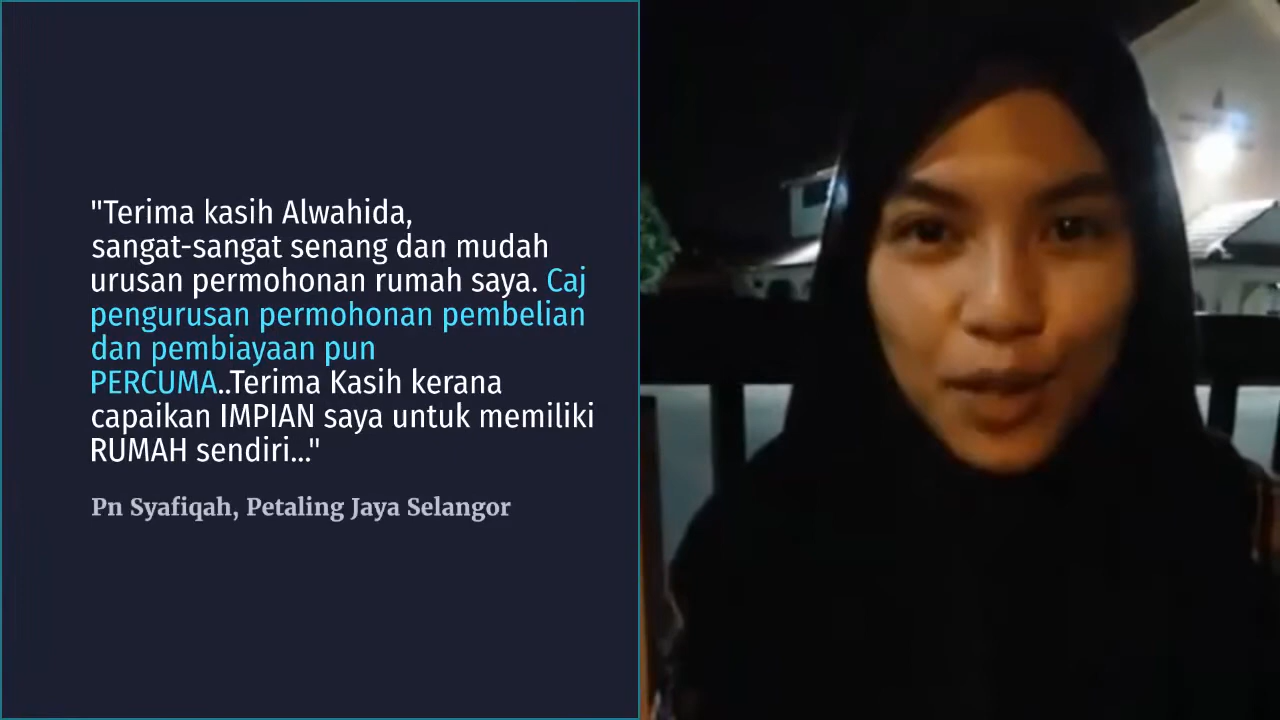 "Terima kasih Alwahida,
sangat-sangat senang dan mudah
urusan permohonan rumah saya. Caj
pengurusan permohonan pembelian
dan pembiayaan pun
PERCUMA..Terima Kasih kerana
capaikan IMPIAN saya untuk memiliki
RUMAH sendiri..."
Pn Syafiqah, Petaling Jaya Selangor